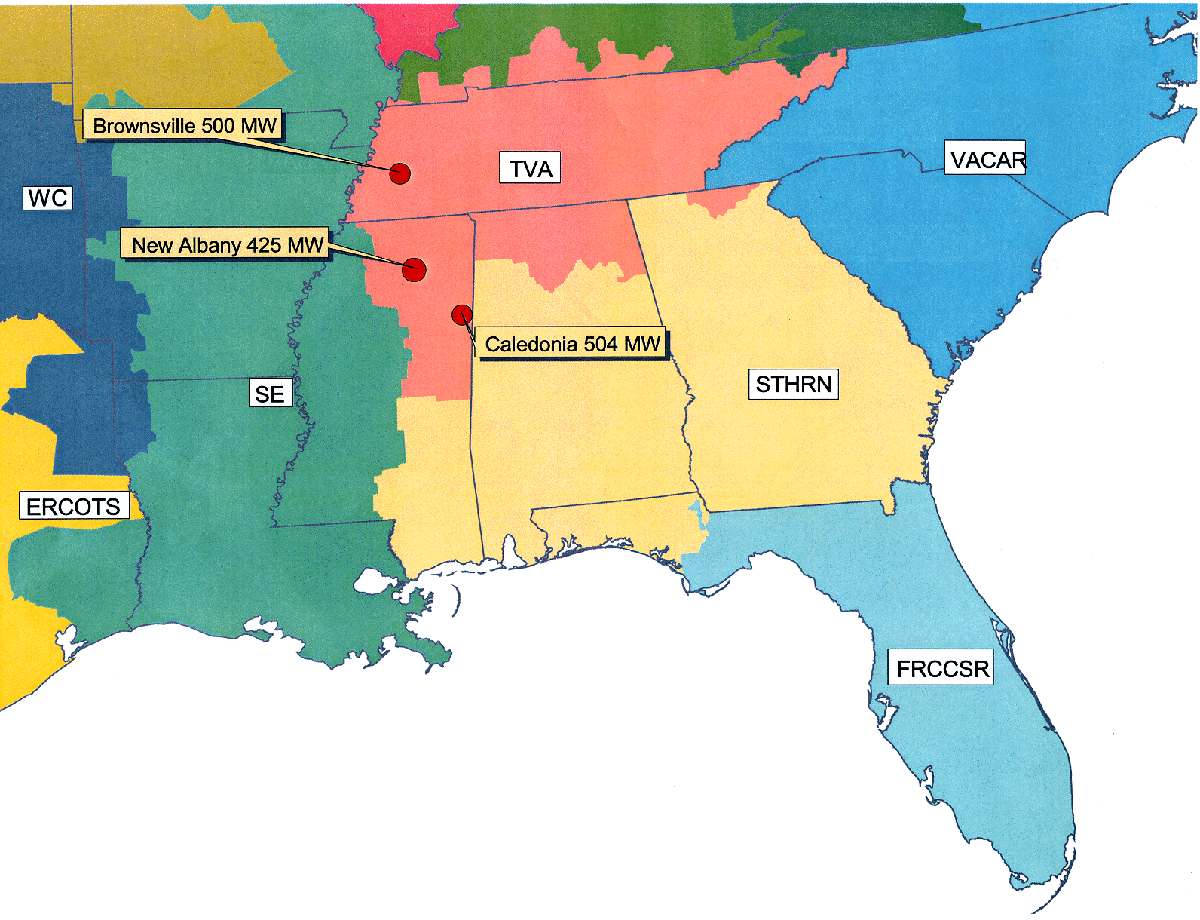 Brownsville 500 MW
TVA
VACAR
WC
New Albany 425 MW
Caledonia 504 MW
SE
STHRN
ERCOTS
FRCCSR